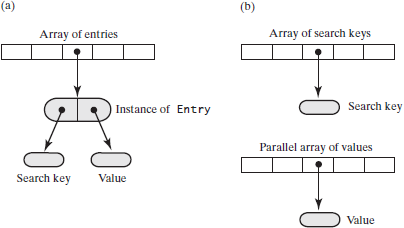 (a)
Array of entries
Instance of Entry
Search key
Value
(b)
Array of search keys
Search key
Parallel array of values
Value